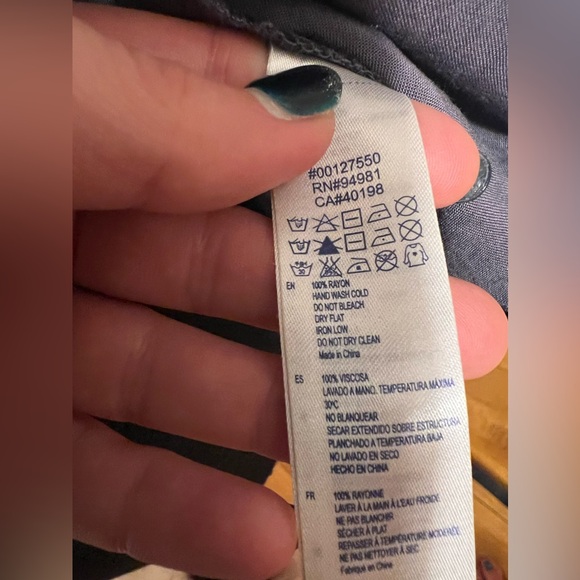 #00127550
RN#94981
CA#40198
EN 100% RAYON
HAND WASH COLD
DO NOT BLEACH
DRY FLAT
IRON LOW
DO NOT DRY CLEAN
Made in China
ES 100% VISCOSA
LAVADO A MANO. TEMPERATURA MÁXIMA
30ºC
NO BLANQUEAR
SECAR EXTENDIDO SOBRE ESTRUCTURA
PLANCHADO A TEMPERATURA BAJA
NO LAVADO EN SECO
HECHO EN CHINA
FR 100% RAYONNE
LAVER À LA MAIN À L'EAU FROIDE
NE PAS BLANCHIR
SÉCHER À PLAT
REPASSER À TEMPÉRATURE MODÉRÉE
NE PAS NETTOYER À SEC
Fabriqué en Chine